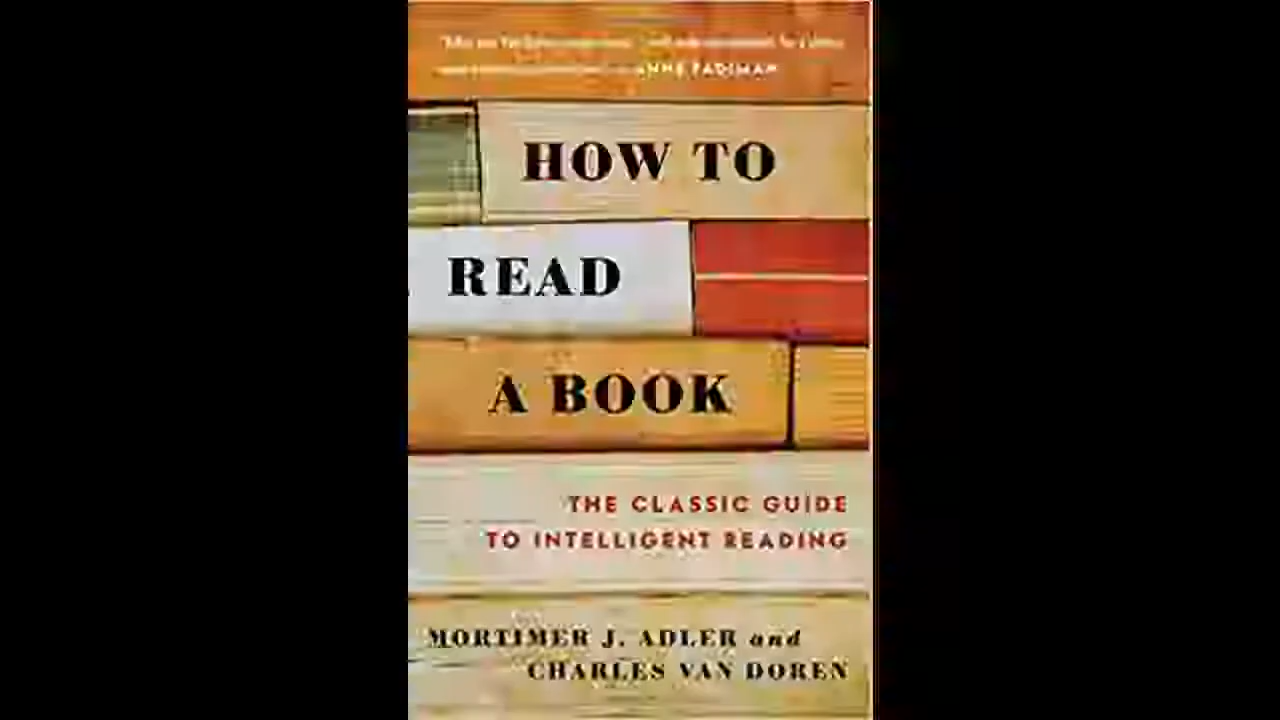 ANNE FADIMAN
HOW TO
READ
A BOOK
THE CLASSIC GUIDE
TO INTELLIGENT READING
MORTIMER J. ADLER and
CHARLES VAN DOREN